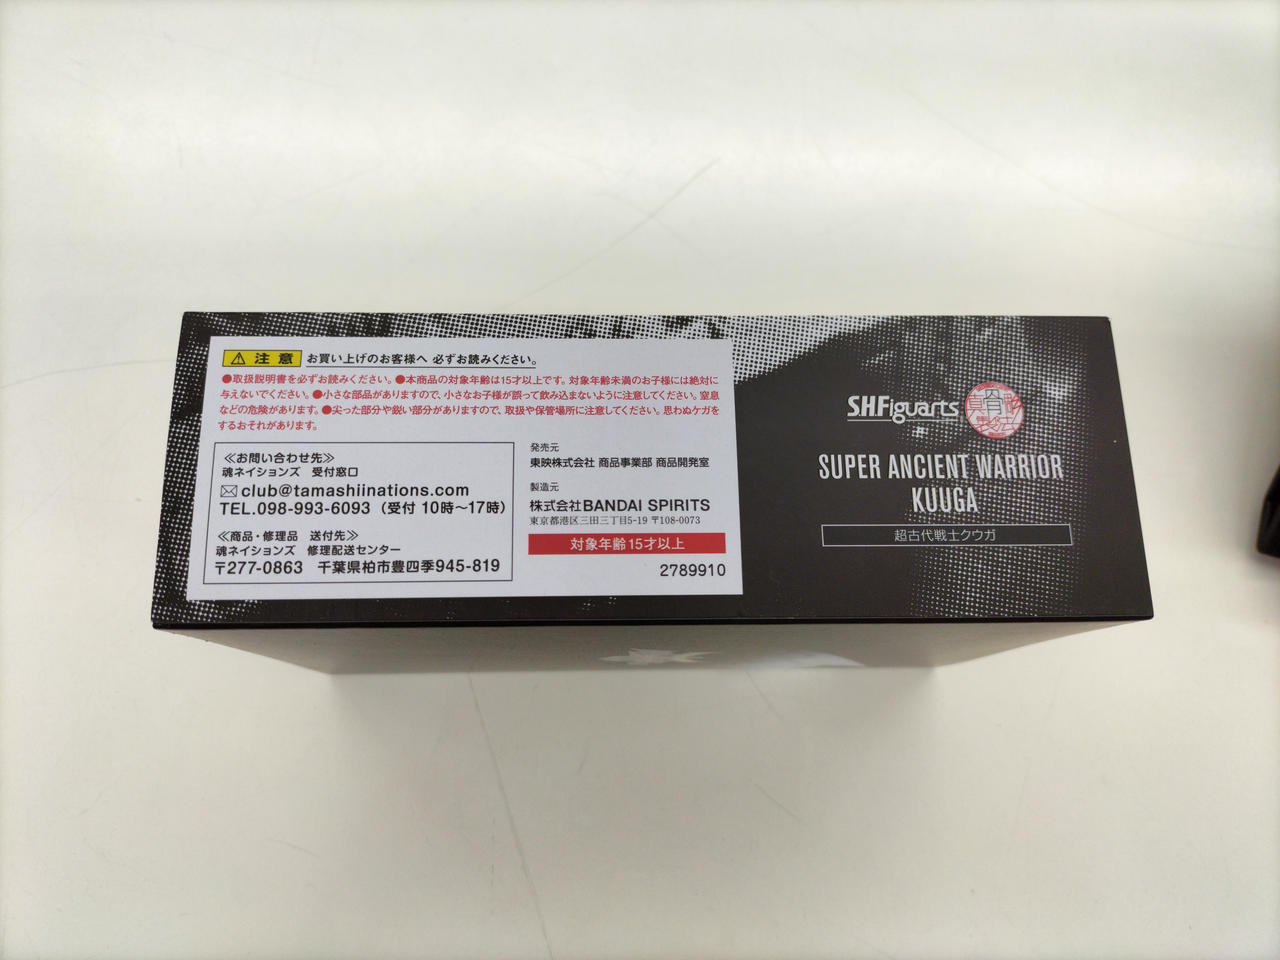 注意 お買い上げのお客様へ 必ずお読みください。
●取扱説明書を必ずお読みください。●本商品の対象年齢は15才以上です。対象年齢未満のお子様には絶対に
与えないでください。●小さな部品がありますので、小さなお子様が誤って飲み込まないように注意してください。窒息
などの危険があります。●尖った部分や鋭い部分がありますので、取扱や保管場所に注意してください。思わぬケガを
するおそれがあります。
≪お問い合わせ先≫
魂ネイションズ 受付窓口
club@tamashiinations.com
TEL.098-993-6093（受付 10時〜17時）
≪商品・修理品 送付先≫
魂ネイションズ 修理配送センター
〒277-0863 千葉県柏市豊四季945-819
発売元
東映株式会社 商品事業部 商品開発室
製造元
株式会社BANDAI SPIRITS
東京都港区三田三丁目5-19 〒108-0073
対象年齢15才以上
2789910
S.H.Figuarts
真骨彫製法
SUPER ANCIENT WARRIOR
KUUGA
超古代戦士クウガ